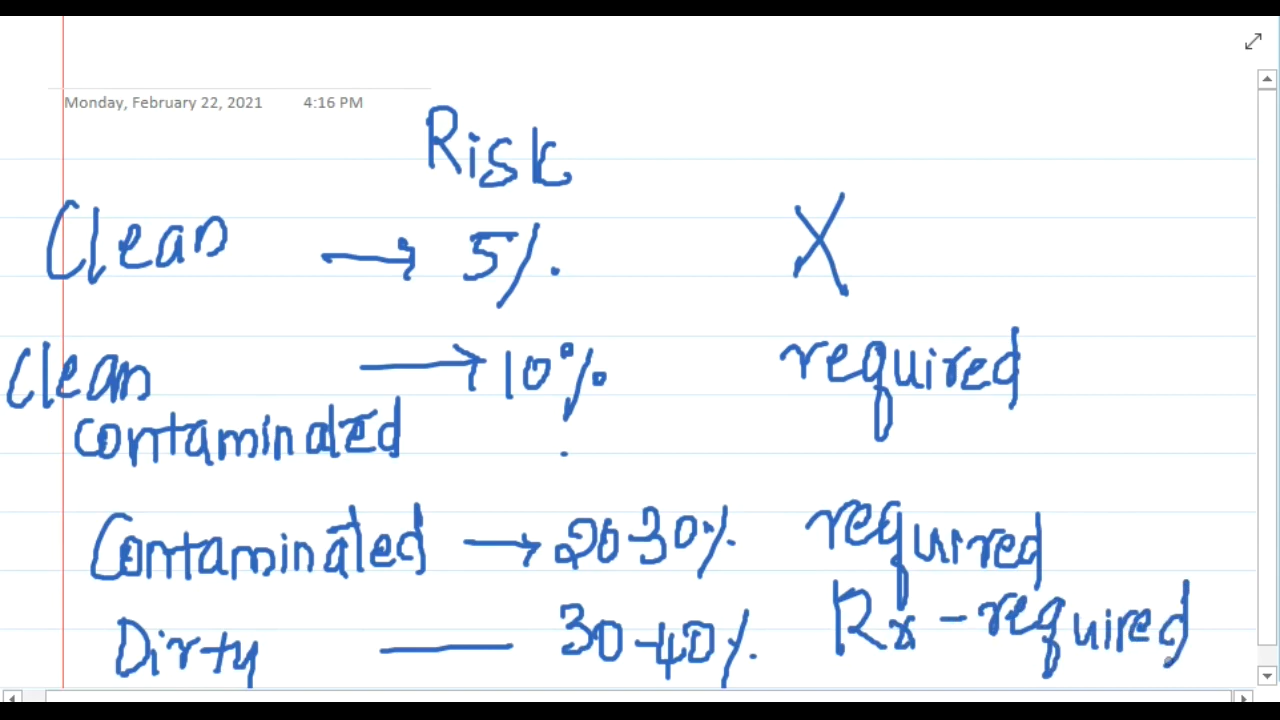 Monday, February 22, 2021 4:16 PM
Risk
Clean → 5% X
Clean → 10% required
contaminated
Contaminated → 20-30% required
Dirty — 30-40% Rx - required